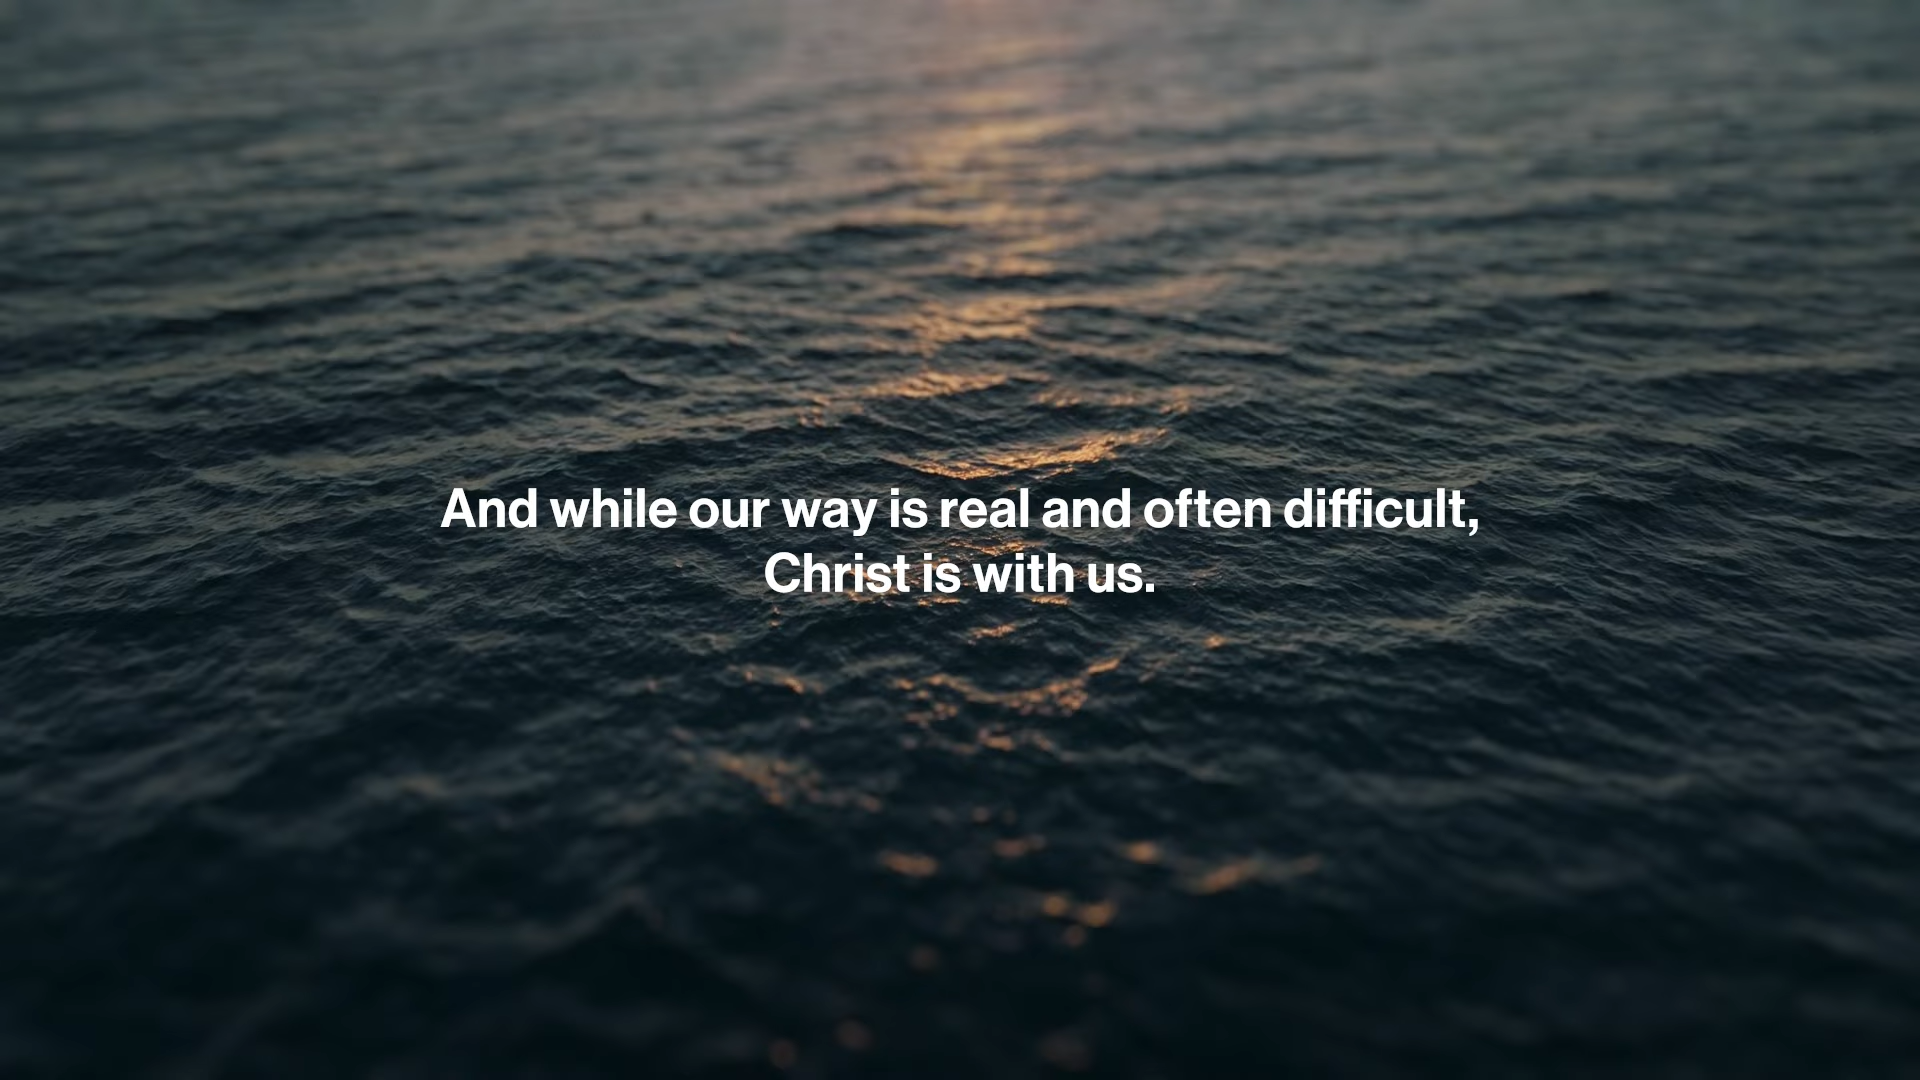 And while our way is real and often difficult,
Christ is with us.